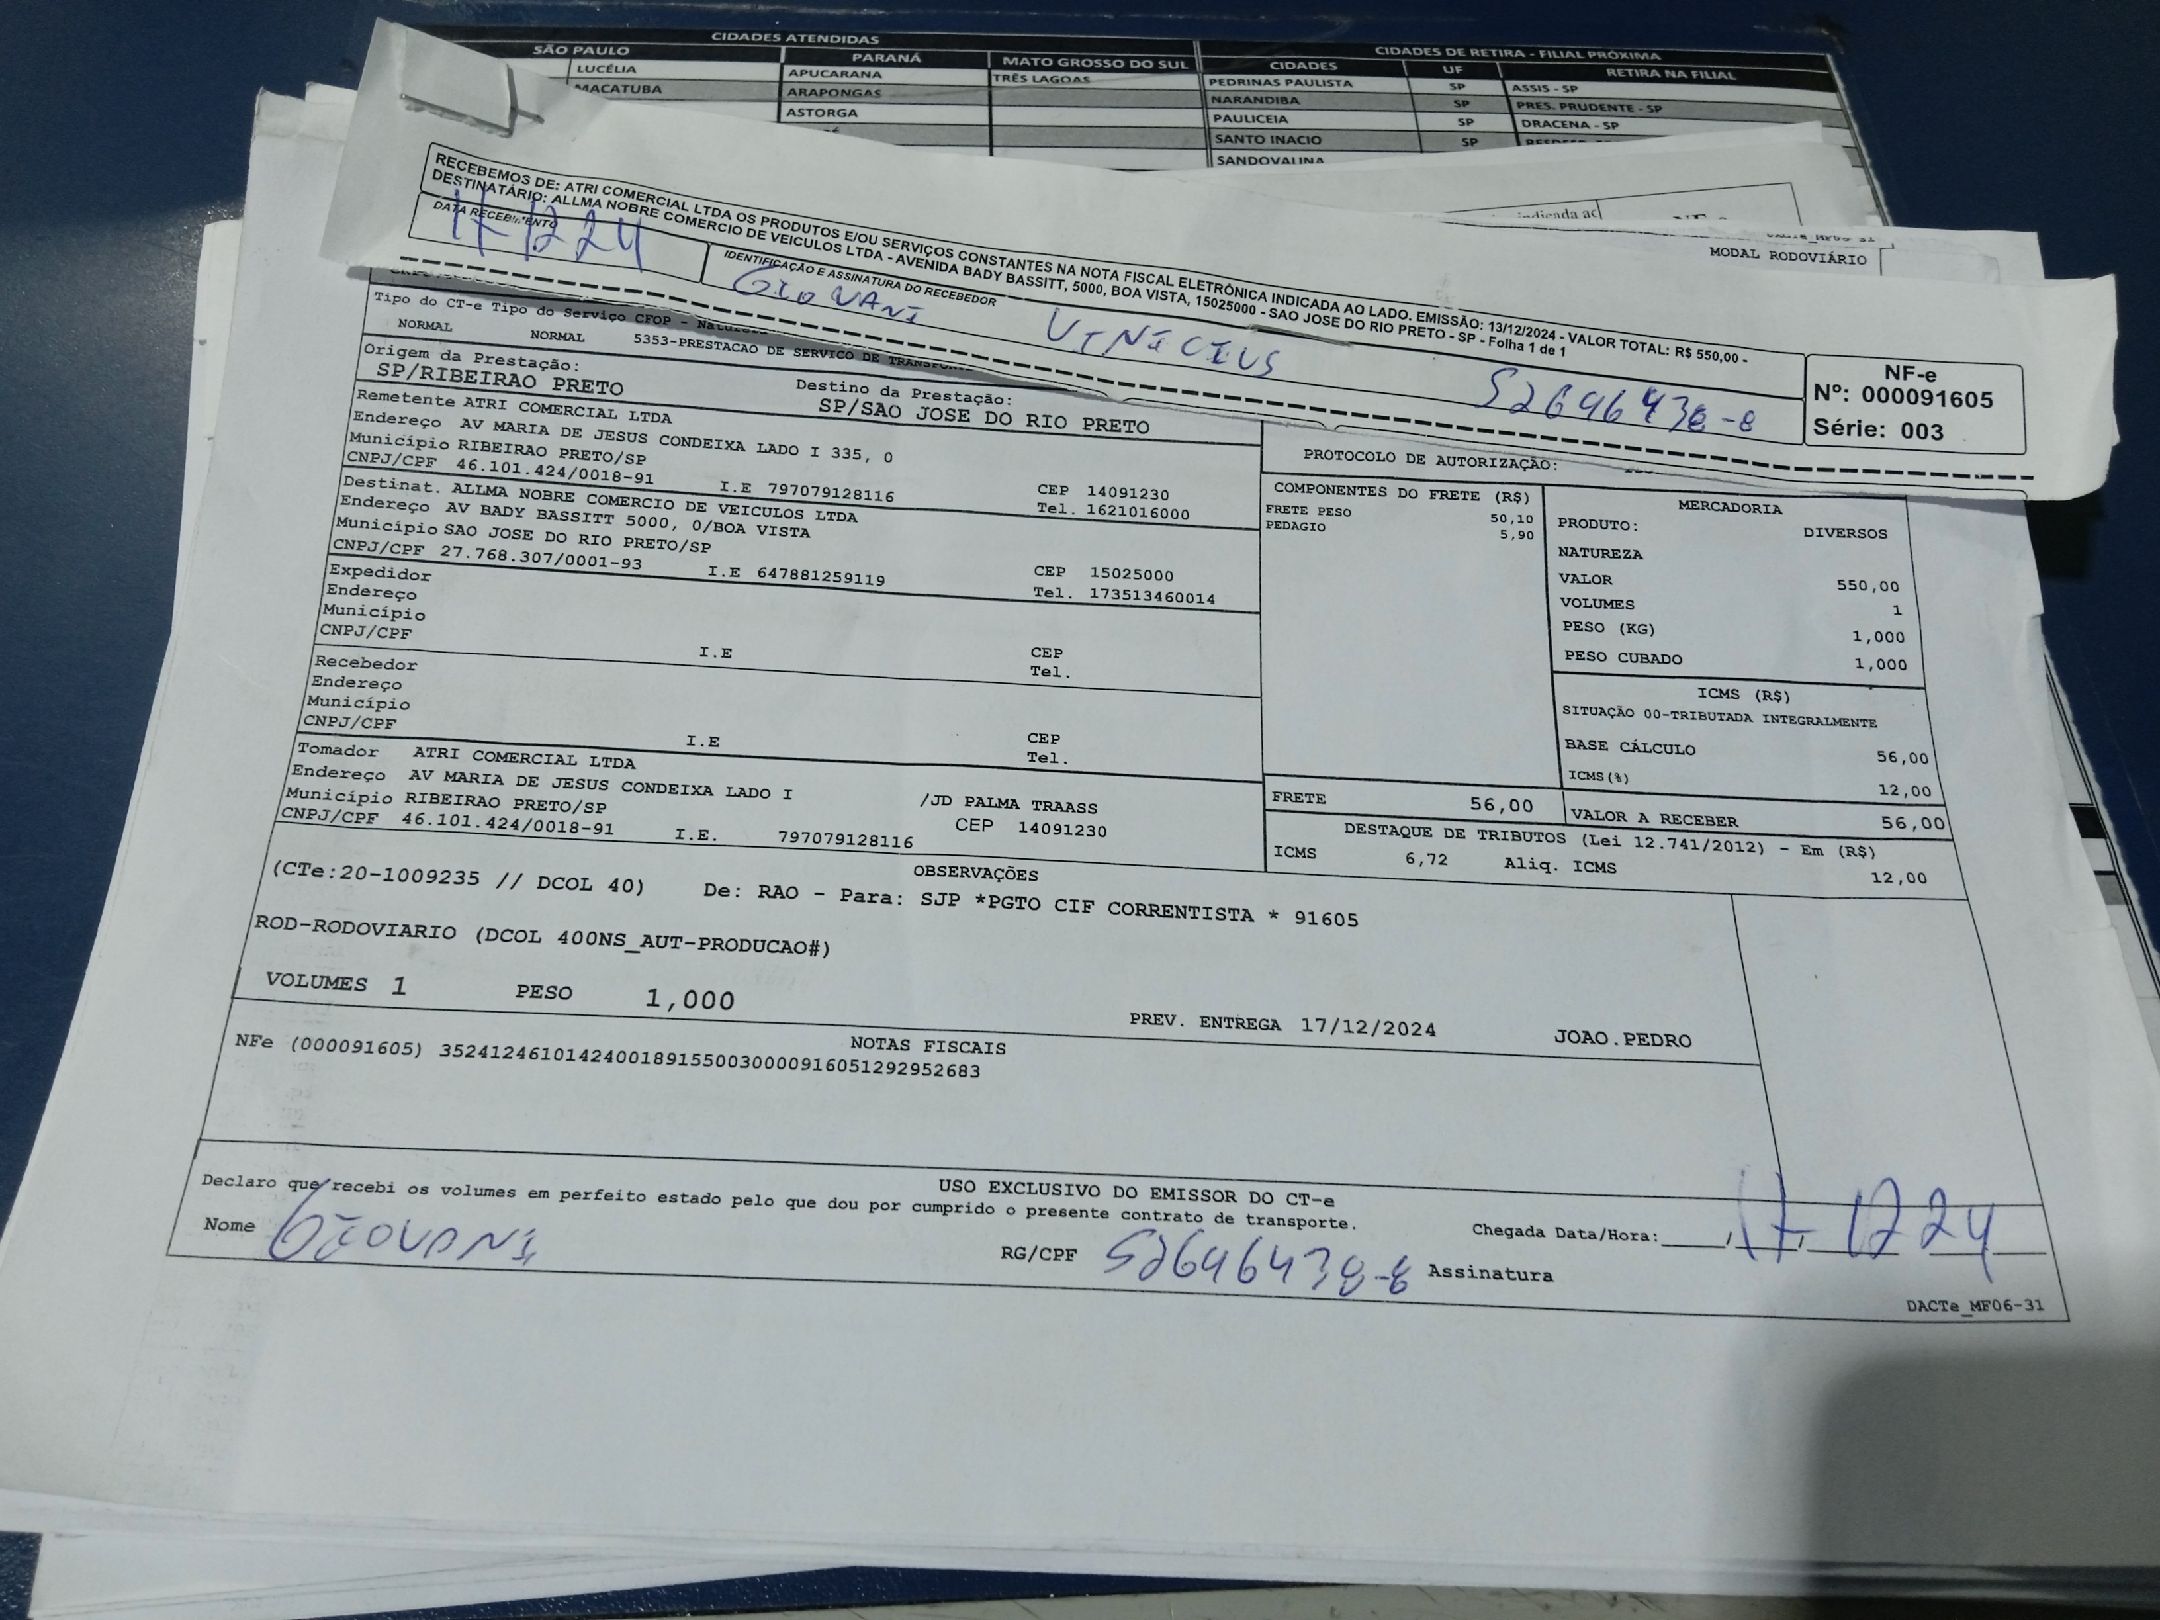 CIDADES ATENDIDAS
SÃO PAULO PARANÁ MATO GROSSO DO SUL
LUCÉLIA APUCARANA TRÊS LAGOAS
MACATUBA ARAPONGAS
ASTORGA
CIDADES DE RETIRA - FILIAL PRÓXIMA
CIDADES UF RETIRA NA FILIAL
PEDRINAS PAULISTA SP ASSIS - SP
NARANDIBA SP PRES. PRUDENTE - SP
PAULICEIA SP DRACENA - SP
SANTO INACIO SP
SANDOVALINA
indicada ao
MODAL RODOVIÁRIO
RECEBEMOS DE: ATRI COMERCIAL LTDA OS PRODUTOS E/OU SERVIÇOS CONSTANTES NA NOTA FISCAL ELETRÔNICA INDICADA AO LADO. EMISSÃO: 13/12/2024 - VALOR TOTAL: R$ 550,00 -
DESTINATÁRIO: ALLMA NOBRE COMERCIO DE VEICULOS LTDA - AVENIDA BADY BASSITT, 5000, BOA VISTA, 15025000 - SAO JOSE DO RIO PRETO - SP - Folha 1 de 1
DATA RECEBIMENTO
17-12 24
IDENTIFICAÇÃO E ASSINATURA DO RECEBEDOR
GIOVANI VINICIUS 52646438-8
NF-e
Nº: 000091605
Série: 003
Tipo do CT-e Tipo do Serviço CFOP -
NORMAL NORMAL 5353-PRESTACAO DE SERVICO DE
Origem da Prestação: Destino da Prestação:
SP/RIBEIRAO PRETO SP/SAO JOSE DO RIO PRETO
Remetente ATRI COMERCIAL LTDA
Endereço AV MARIA DE JESUS CONDEIXA LADO I 335, 0
Município RIBEIRAO PRETO/SP CEP 14091230
CNPJ/CPF 46.101.424/0018-91 I.E 797079128116 Tel. 1621016000
Destinat. ALLMA NOBRE COMERCIO DE VEICULOS LTDA
Endereço AV BADY BASSITT 5000, 0/BOA VISTA
Município SAO JOSE DO RIO PRETO/SP CEP 15025000
CNPJ/CPF 27.768.307/0001-93 I.E 647881259119 Tel. 173513460014
Expedidor
Endereço
Município CEP
CNPJ/CPF I.E Tel.
Recebedor
Endereço
Município CEP
CNPJ/CPF I.E Tel.
Tomador ATRI COMERCIAL LTDA
Endereço AV MARIA DE JESUS CONDEIXA LADO I /JD PALMA TRAASS
Município RIBEIRAO PRETO/SP CEP 14091230
CNPJ/CPF 46.101.424/0018-91 I.E. 797079128116
PROTOCOLO DE AUTORIZAÇÃO:
COMPONENTES DO FRETE (R$)
FRETE PESO 50,10
PEDAGIO 5,90
MERCADORIA
PRODUTO: DIVERSOS
NATUREZA
VALOR 550,00
VOLUMES 1
PESO (KG) 1,000
PESO CUBADO 1,000
ICMS (R$)
SITUAÇÃO 00-TRIBUTADA INTEGRALMENTE
BASE CÁLCULO 56,00
ICMS(%) 12,00
FRETE 56,00 VALOR A RECEBER 56,00
DESTAQUE DE TRIBUTOS (Lei 12.741/2012) - Em (R$)
ICMS 6,72 Aliq. ICMS 12,00
OBSERVAÇÕES
(CTe:20-1009235 // DCOL 40) De: RAO - Para: SJP *PGTO CIF CORRENTISTA * 91605
ROD-RODOVIARIO (DCOL 400NS_AUT-PRODUCAO#)
VOLUMES 1 PESO 1,000 PREV. ENTREGA 17/12/2024 JOAO.PEDRO
NOTAS FISCAIS
NFe (000091605) 35241246101424001891550030000916051292952683
USO EXCLUSIVO DO EMISSOR DO CT-e
Declaro que recebi os volumes em perfeito estado pelo que dou por cumprido o presente contrato de transporte.
Nome GIOVANI RG/CPF 52646438-8 Assinatura
Chegada Data/Hora: 17-12 24
DACTe_MF06-31